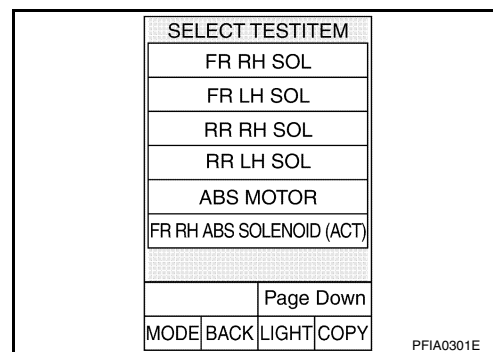 SELECT TESTITEM
FR RH SOL
FR LH SOL
RR RH SOL
RR LH SOL
ABS MOTOR
FR RH ABS SOLENOID (ACT)
Page Down
MODE BACK LIGHT COPY
PFIA0301E